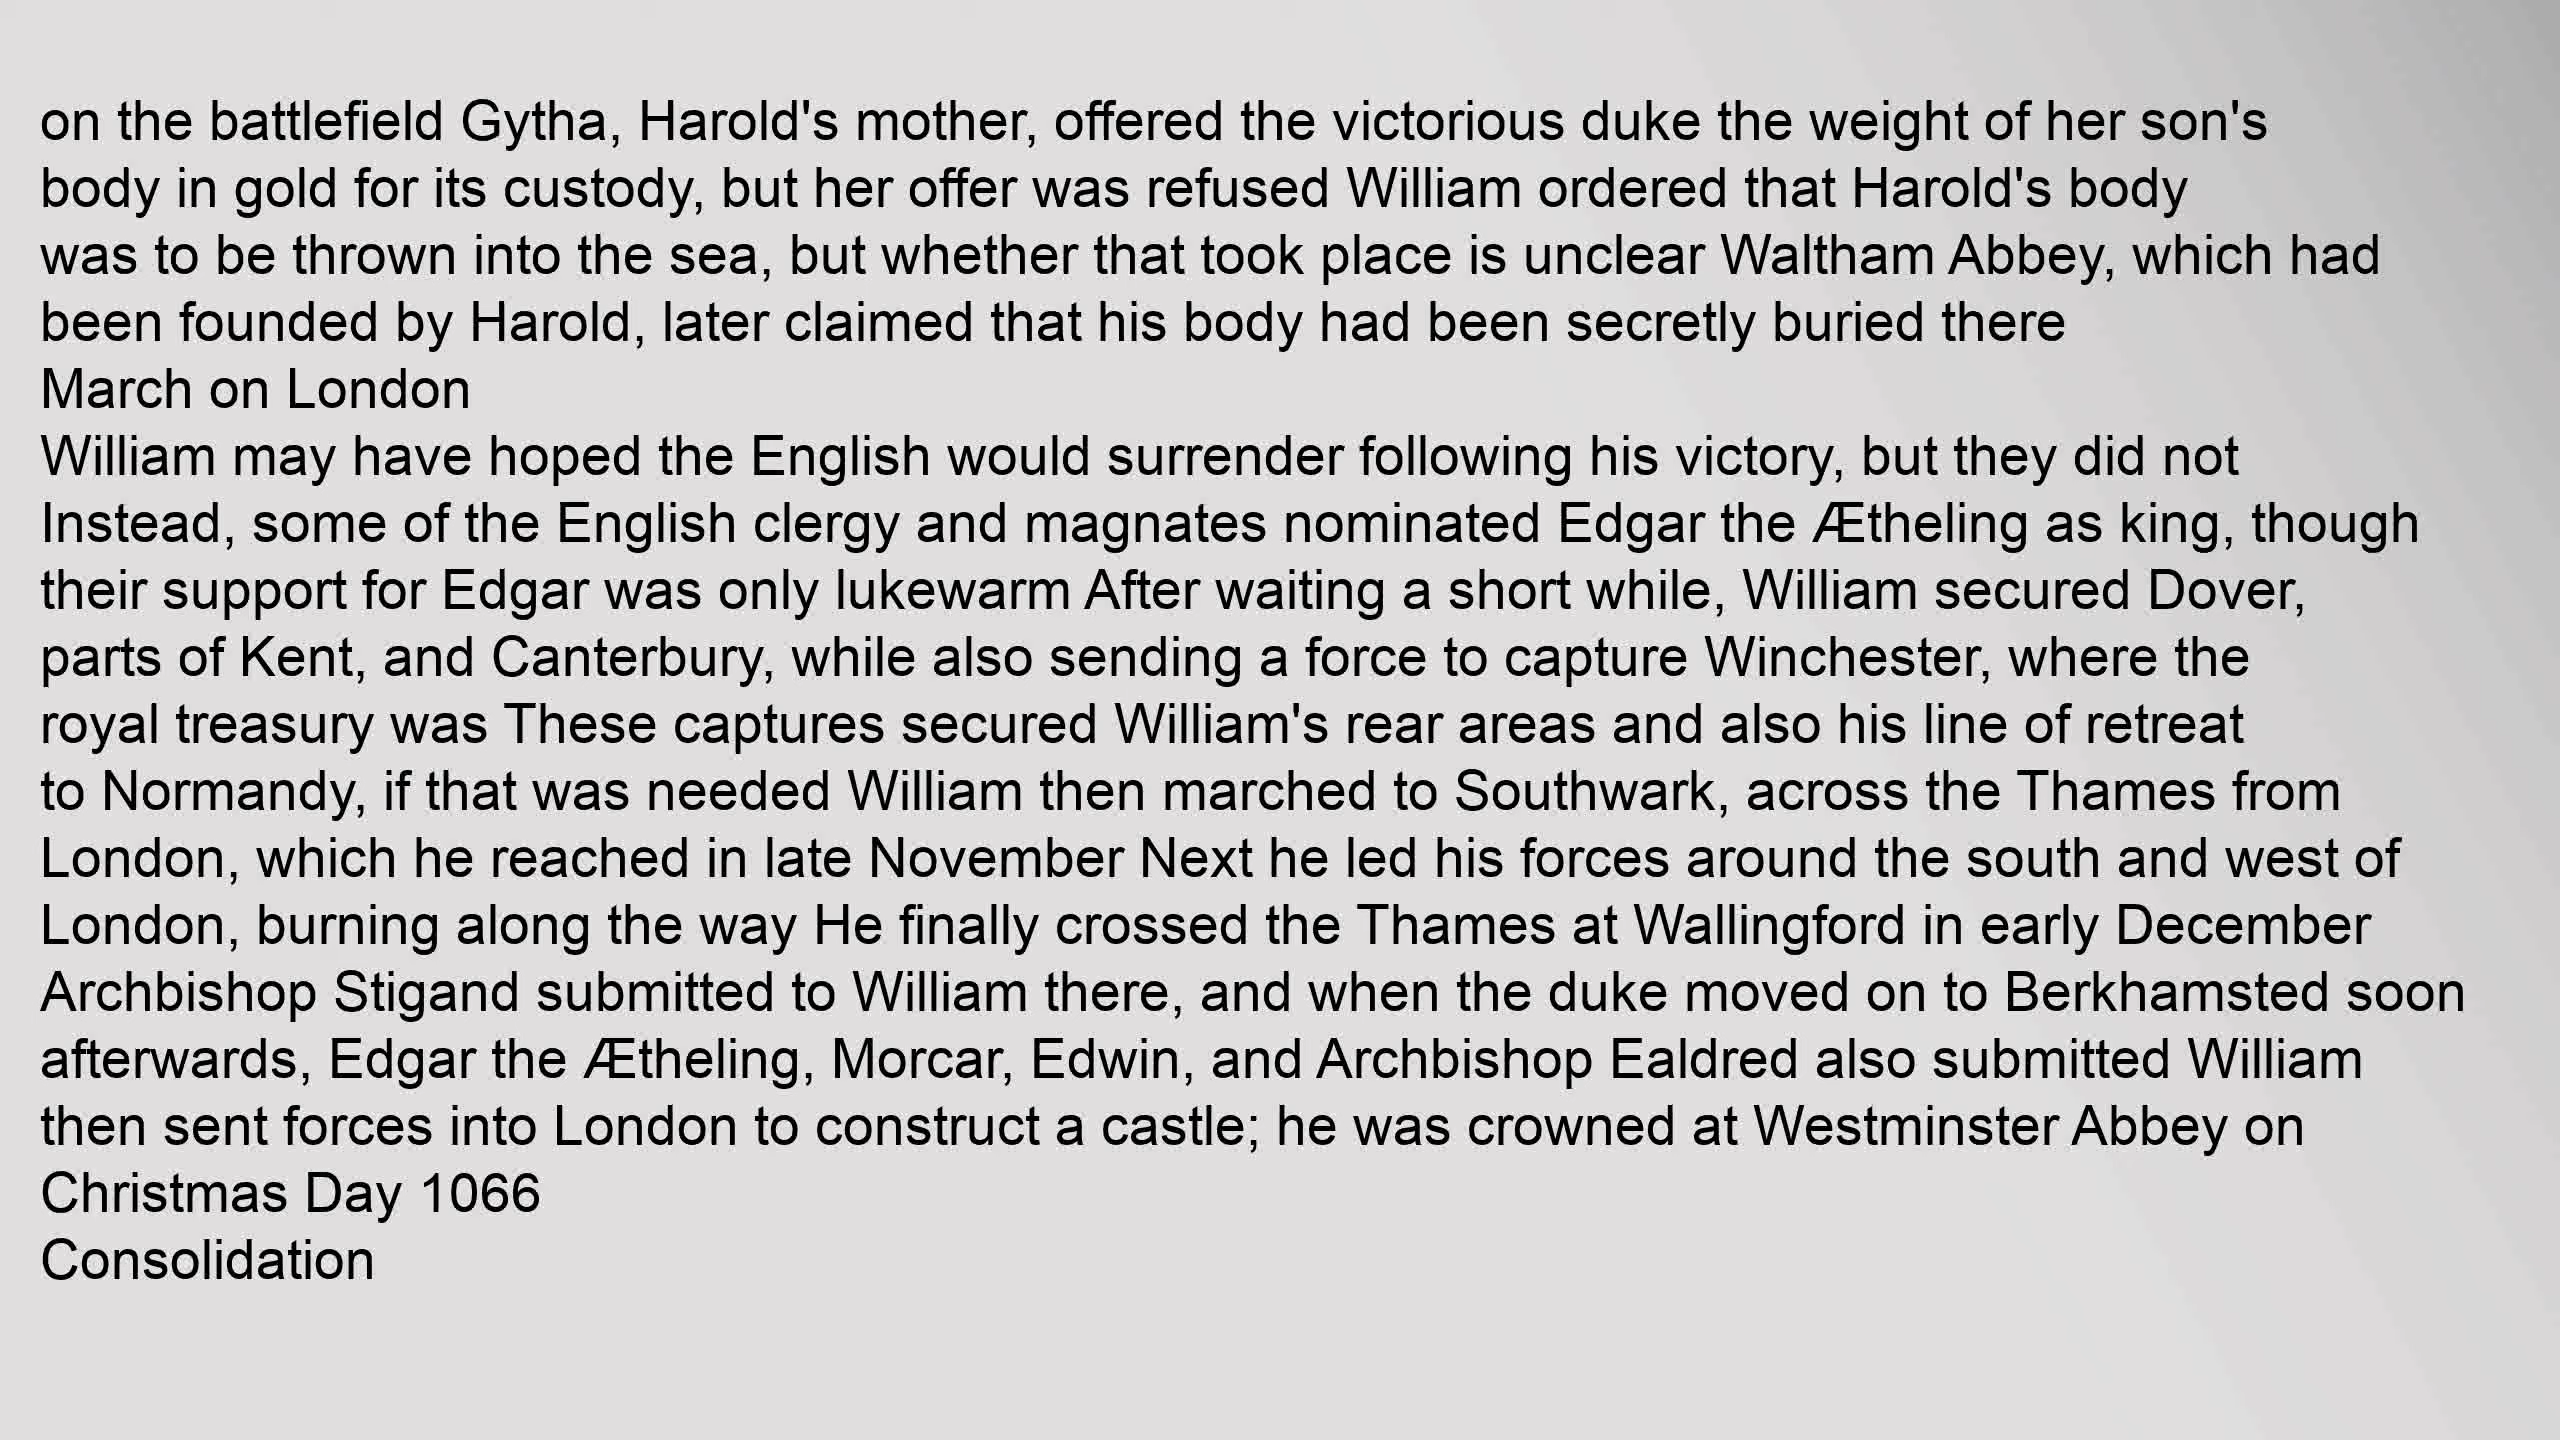 on the battlefield Gytha, Harold's mother, offered the victorious duke the weight of her son's
body in gold for its custody, but her offer was refused William ordered that Harold's body
was to be thrown into the sea, but whether that took place is unclear Waltham Abbey, which had
been founded by Harold, later claimed that his body had been secretly buried there
March on London
William may have hoped the English would surrender following his victory, but they did not
Instead, some of the English clergy and magnates nominated Edgar the Ætheling as king, though
their support for Edgar was only lukewarm After waiting a short while, William secured Dover,
parts of Kent, and Canterbury, while also sending a force to capture Winchester, where the
royal treasury was These captures secured William's rear areas and also his line of retreat
to Normandy, if that was needed William then marched to Southwark, across the Thames from
London, which he reached in late November Next he led his forces around the south and west of
London, burning along the way He finally crossed the Thames at Wallingford in early December
Archbishop Stigand submitted to William there, and when the duke moved on to Berkhamsted soon
afterwards, Edgar the Ætheling, Morcar, Edwin, and Archbishop Ealdred also submitted William
then sent forces into London to construct a castle; he was crowned at Westminster Abbey on
Christmas Day 1066
Consolidation